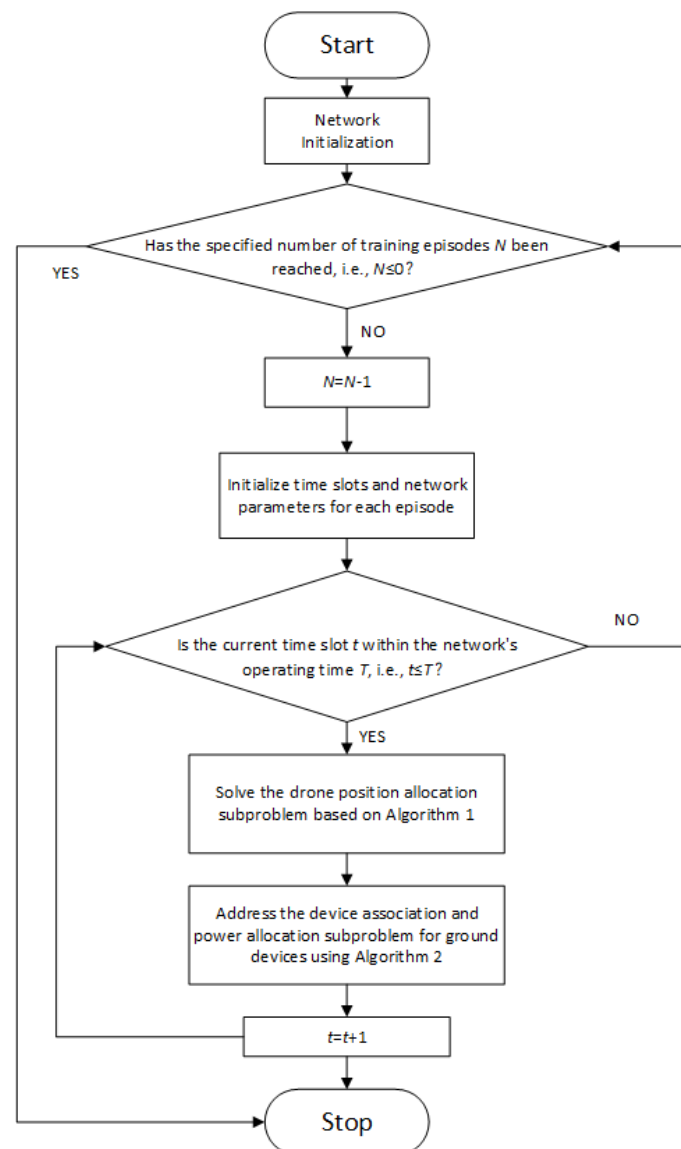 Start
Network
Initialization
Has the specified number of training episodes N been
reached, i.e., N≤0?
YES
NO
N=N-1
Initialize time slots and network
parameters for each episode
Is the current time slot t within the network's
operating time T, i.e., t≤T?
NO
YES
Solve the drone position allocation
subproblem based on Algorithm 1
Address the device association and
power allocation subproblem for ground
devices using Algorithm 2
t=t+1
Stop